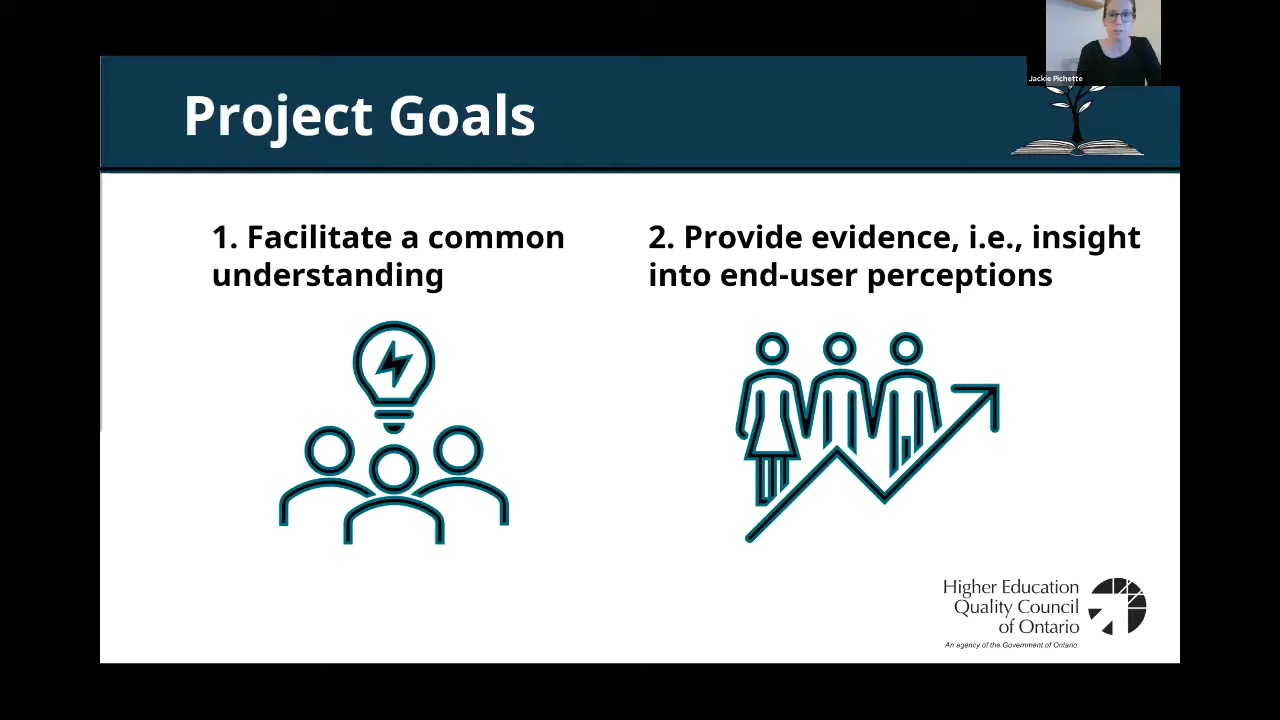 Jackie Pichette
Project Goals
1. Facilitate a common
understanding
2. Provide evidence, i.e., insight
into end-user perceptions
Higher Education
Quality Council
of Ontario
An agency of the Government of Ontario